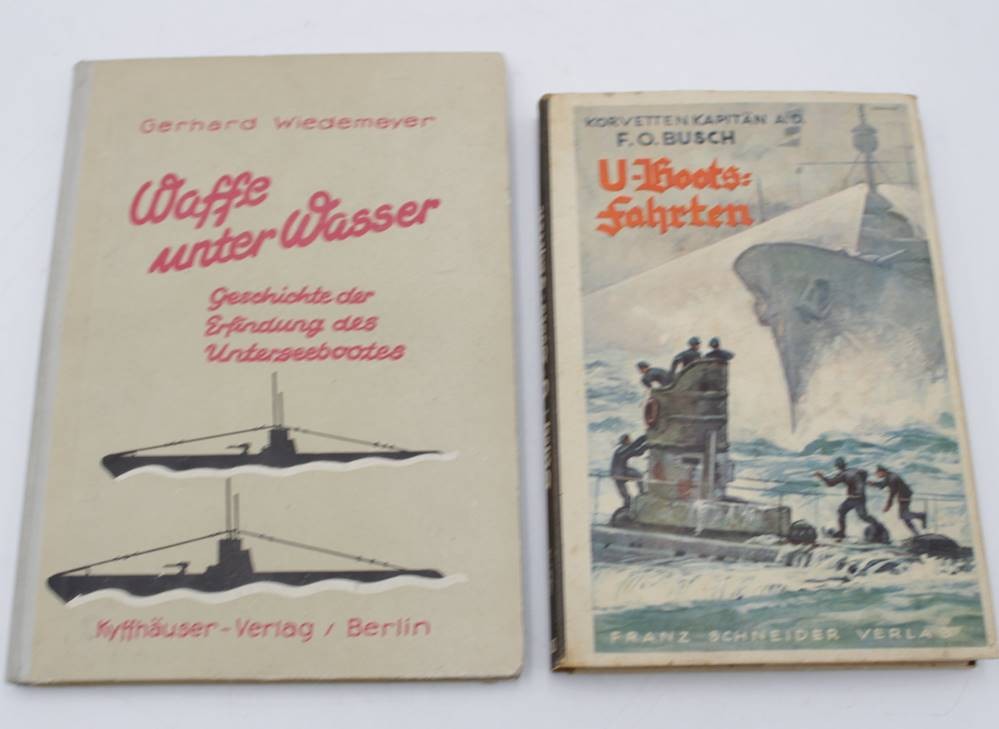 Gerhard Wiedemeyer
Waffe
unter Wasser
Geschichte der
Erfindung des
Unterseebootes
Kyffhäuser-Verlag / Berlin
KORVETTENKAPITÄN A.D.
F.O. BUSCH
U-Boots-
fahrten
FRANZ SCHNEIDER VERLAG